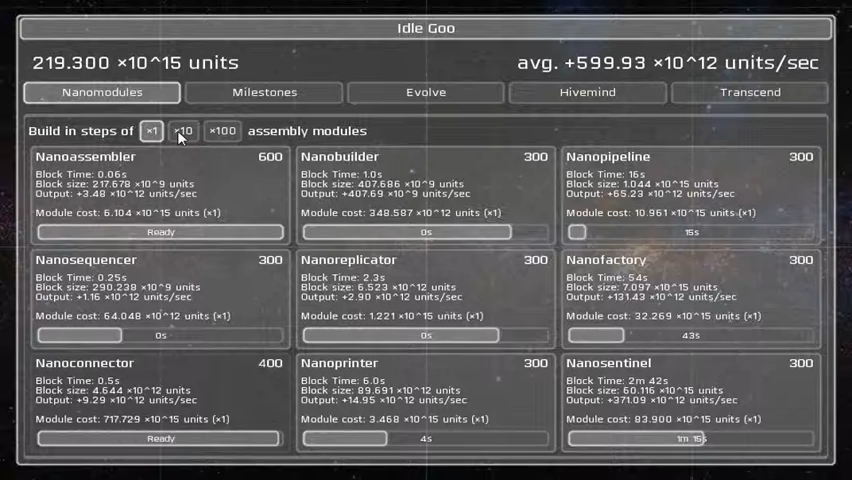 Idle Goo
219.300 ×10^15 units
avg. +599.93 ×10^12 units/sec
Nanomodules
Milestones
Evolve
Hivemind
Transcend
Build in steps of ×1 ×10 ×100 assembly modules
Nanoassembler 600
Block Time: 0.06s
Block size: 217.678 ×10^9 units
Output: +3.48 ×10^12 units/sec
Module cost: 6.104 ×10^15 units (×1)
Ready
Nanobuilder 300
Block Time: 1.0s
Block size: 407.686 ×10^9 units
Output: +407.69 ×10^9 units/sec
Module cost: 348.587 ×10^12 units (×1)
0s
Nanopipeline 300
Block Time: 16s
Block size: 1.044 ×10^15 units
Output: +65.23 ×10^12 units/sec
Module cost: 10.961 ×10^15 units (×1)
15s
Nanosequencer 300
Block Time: 0.25s
Block size: 290.238 ×10^9 units
Output: +1.16 ×10^12 units/sec
Module cost: 64.048 ×10^12 units (×1)
0s
Nanoreplicator 300
Block Time: 2.3s
Block size: 6.523 ×10^12 units
Output: +2.90 ×10^12 units/sec
Module cost: 1.221 ×10^15 units (×1)
0s
Nanofactory 300
Block Time: 54s
Block size: 7.097 ×10^15 units
Output: +131.43 ×10^12 units/sec
Module cost: 32.269 ×10^15 units (×1)
43s
Nanoconnector 400
Block Time: 0.5s
Block size: 4.644 ×10^12 units
Output: +9.29 ×10^12 units/sec
Module cost: 717.729 ×10^15 units (×1)
Ready
Nanoprinter 300
Block Time: 6.0s
Block size: 89.691 ×10^12 units
Output: +14.95 ×10^12 units/sec
Module cost: 3.468 ×10^15 units (×1)
4s
Nanosentinel 300
Block Time: 2m 42s
Block size: 60.116 ×10^15 units
Output: +371.09 ×10^12 units/sec
Module cost: 83.900 ×10^15 units (×1)
1m 15s